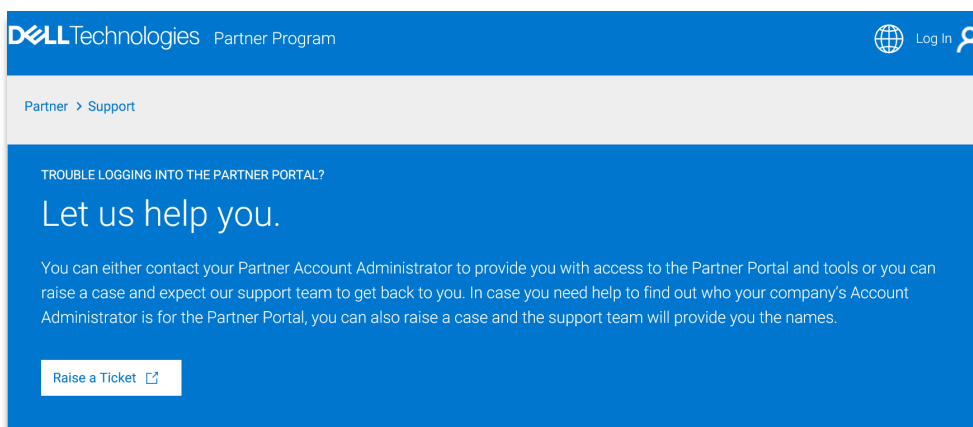 DELLTechnologies Partner Program
Log In
Partner > Support
TROUBLE LOGGING INTO THE PARTNER PORTAL?
Let us help you.
You can either contact your Partner Account Administrator to provide you with access to the Partner Portal and tools or you can
raise a case and expect our support team to get back to you. In case you need help to find out who your company's Account
Administrator is for the Partner Portal, you can also raise a case and the support team will provide you the names.
Raise a Ticket